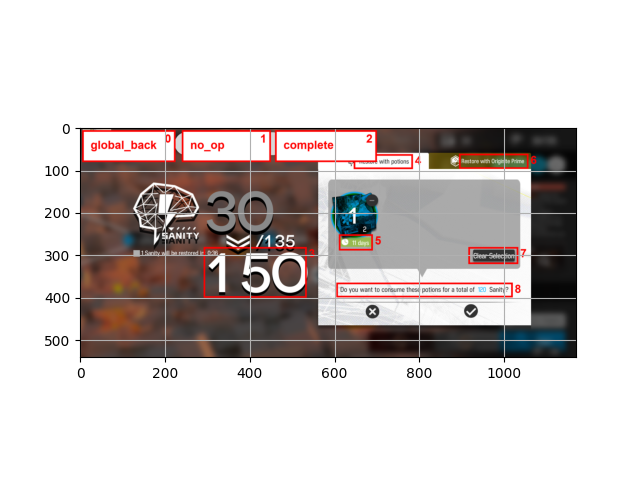 global_back 0
no_op 1
complete 2
Restore with potions 4
Restore with Originite Prime
30
1
2
SANITY
/135
11 days 5
1 Sanity will be restored in 0:36
150
Clear Selection 7
Do you want to consume these potions for a total of 120 Sanity? 8
0
100
200
300
400
500
0
200
400
600
800
1000